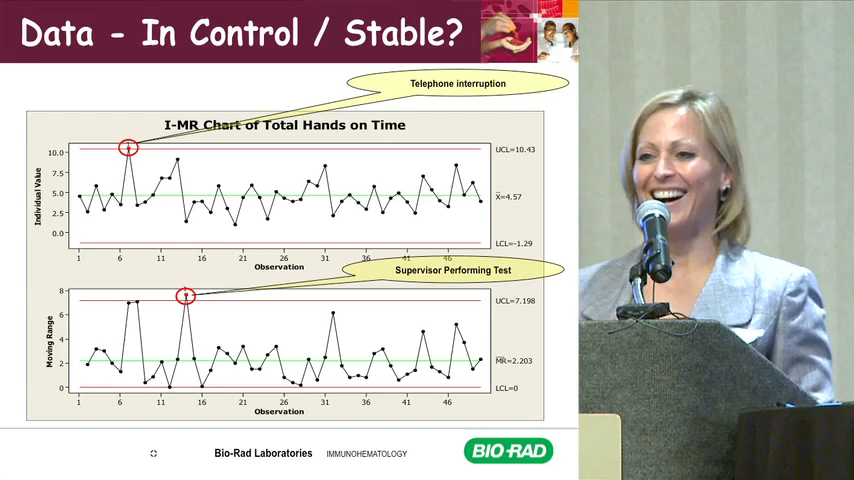 Data - In Control / Stable?
Telephone interruption
I-MR Chart of Total Hands on Time
Individual Value
10.0
7.5
5.0
2.5
0.0
1
UCL=10.43
X=4.57
LCL=-1.29
1 6 11 16 21 26 31 36 41 46
Observation
Supervisor Performing Test
Moving Range
8
6
4
2
0
1
UCL=7.198
MR=2.203
LCL=0
1 6 11 16 21 26 31 36 41 46
Observation
Bio-Rad Laboratories IMMUNOHEMATOLOGY
BIO-RAD